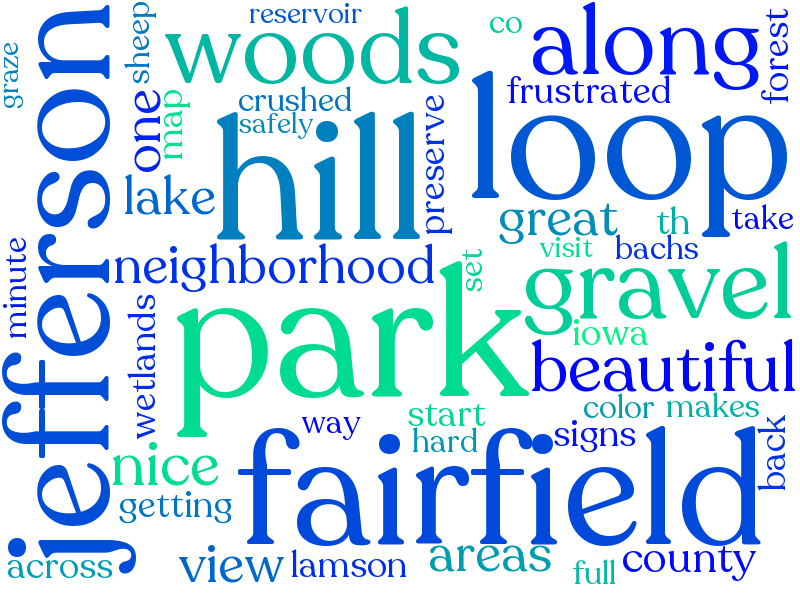 reservoir
co
sheep
woods
along
forest
graze
jefferson
one
map
crushed
safely
frustrated
loop
hill
preserve
lake
great
th
take
minute
neighborhood
set
visit
bachs
gravel
park
iowa
wetlands
beautiful
way
start
color
makes
hard
signs
back
nice
fairfield
getting
across
view
lamson
areas
county
full